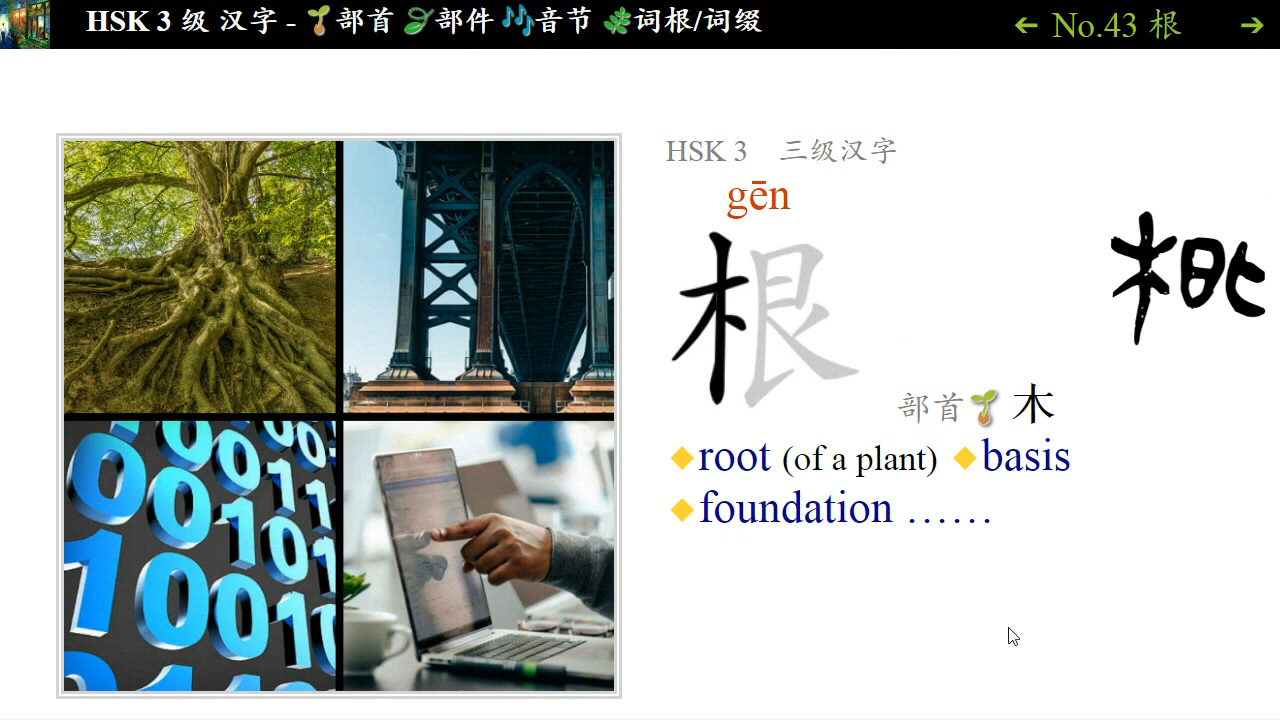 HSK 3 级 汉字 - 部首 部件 音节 词根/词缀
← No.43 根 →
HSK 3 三级汉字
gēn
根
部首 木
root (of a plant) basis
foundation ……